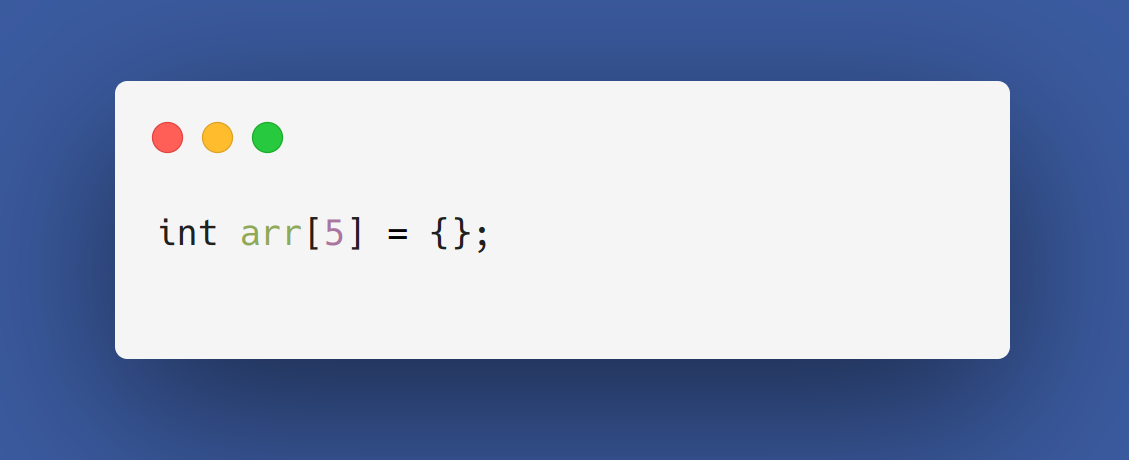 int arr[5] = {};